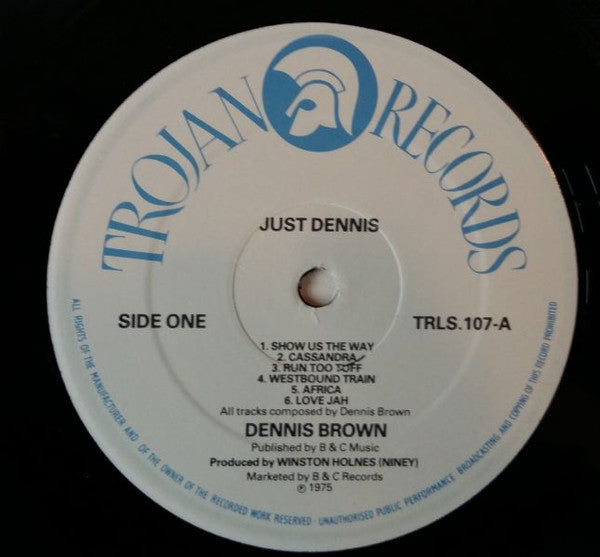 TROJAN RECORDS
JUST DENNIS
SIDE ONE
TRLS.107-A
1. SHOW US THE WAY
2. CASSANDRA
3. RUN TOO TUFF
4. WESTBOUND TRAIN
5. AFRICA
6. LOVE JAH
All tracks composed by Dennis Brown
DENNIS BROWN
Published by B & C Music
Produced by WINSTON HOLNES (NINEY)
Marketed by B & C Records
℗ 1975
ALL RIGHTS OF THE MANUFACTURER AND · OF THE OWNER OF THE RECORDED WORK RESERVED · UNAUTHORISED PUBLIC PERFORMANCE BROADCASTING AND COPYING OF THIS RECORD PROHIBITED